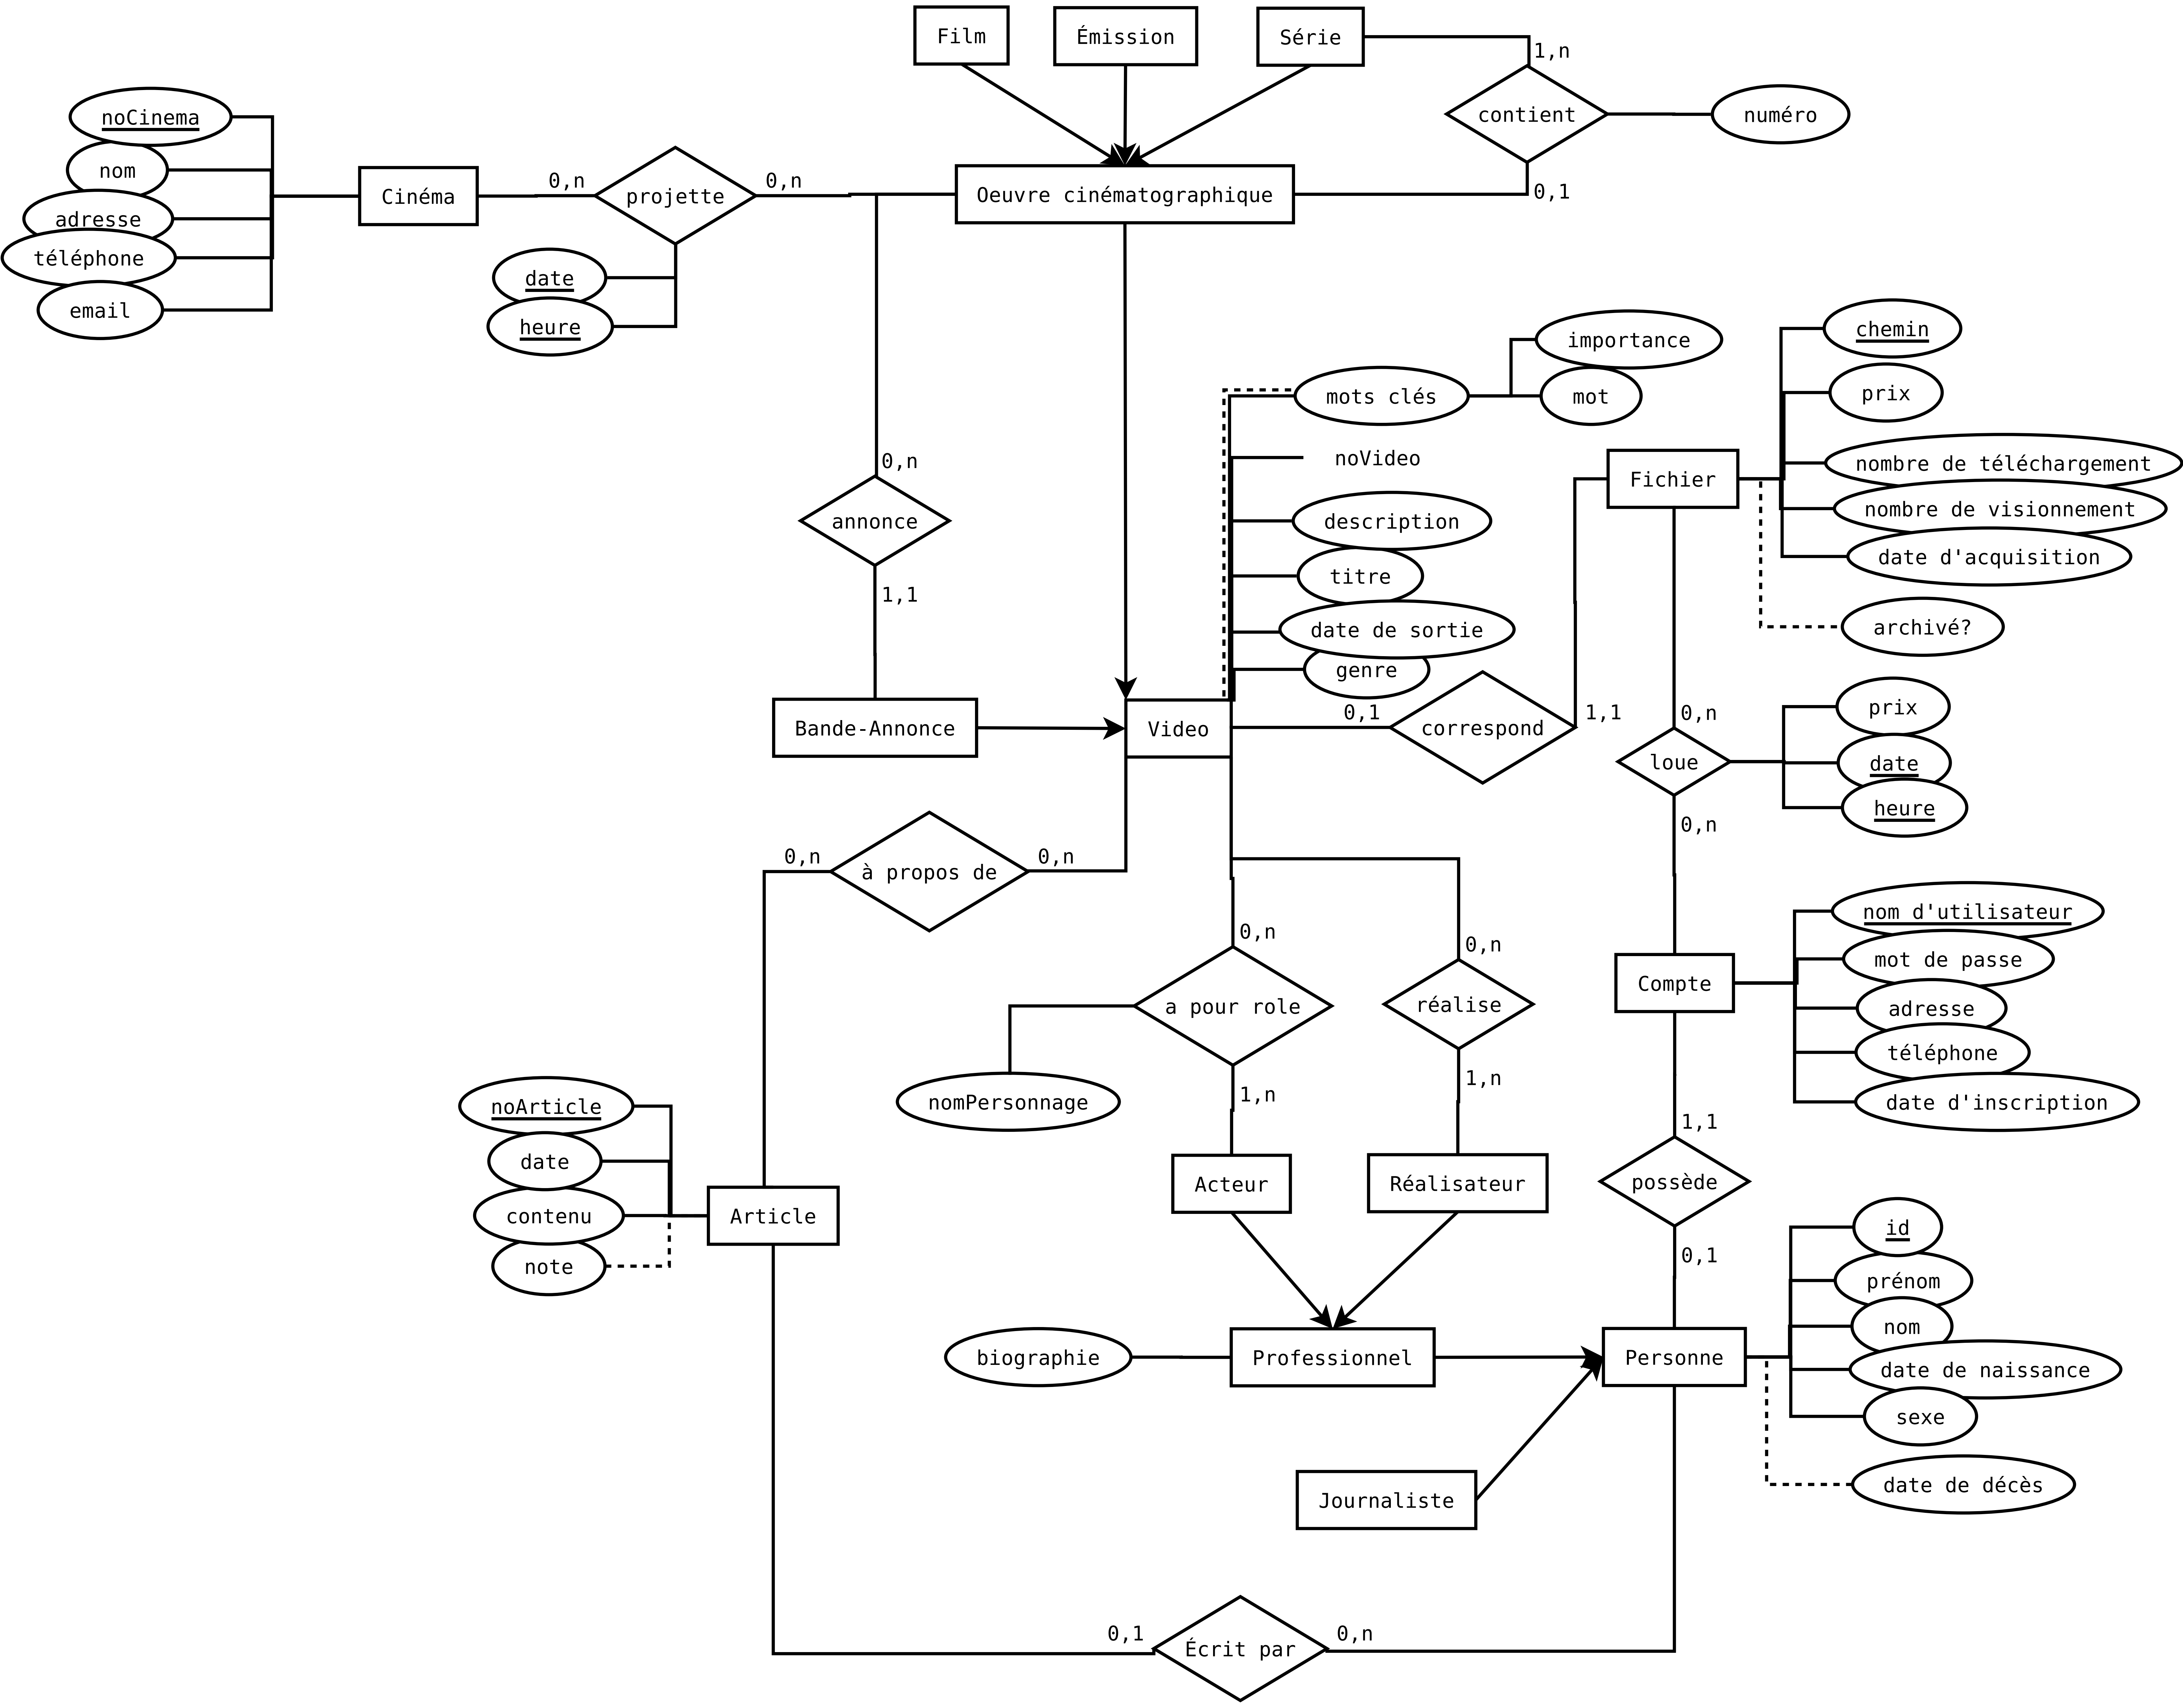 Film
Émission
Série
1,n
contient
numéro
0,1
noCinema
nom
adresse
téléphone
email
Cinéma
0,n
projette
0,n
date
heure
Oeuvre cinématographique
importance
mots clés
mot
noVideo
description
titre
date de sortie
genre
chemin
prix
Fichier
nombre de téléchargement
nombre de visionnement
date d'acquisition
archivé?
0,n
annonce
1,1
Bande-Annonce
Video
0,1
correspond
1,1
0,n
loue
0,n
prix
date
heure
0,n
à propos de
0,n
0,n
a pour role
1,n
nomPersonnage
0,n
réalise
1,n
nom d'utilisateur
mot de passe
Compte
adresse
téléphone
date d'inscription
1,1
possède
0,1
noArticle
date
contenu
note
Article
Acteur
Réalisateur
id
prénom
nom
date de naissance
sexe
date de décès
biographie
Professionnel
Personne
Journaliste
0,1
Écrit par
0,n